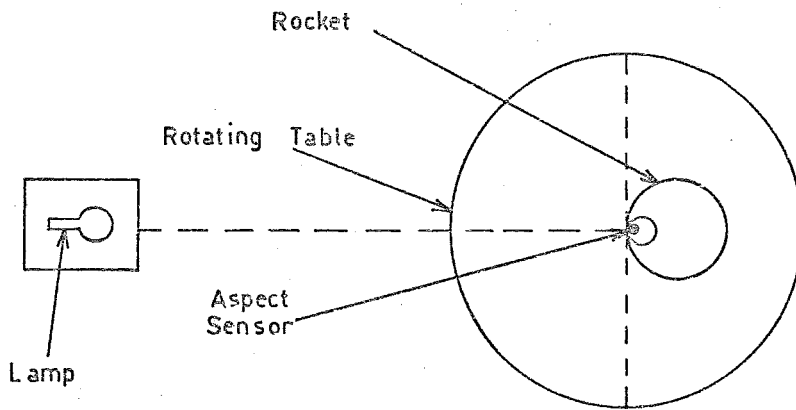 Rocket
Rotating Table
Aspect
Sensor
Lamp